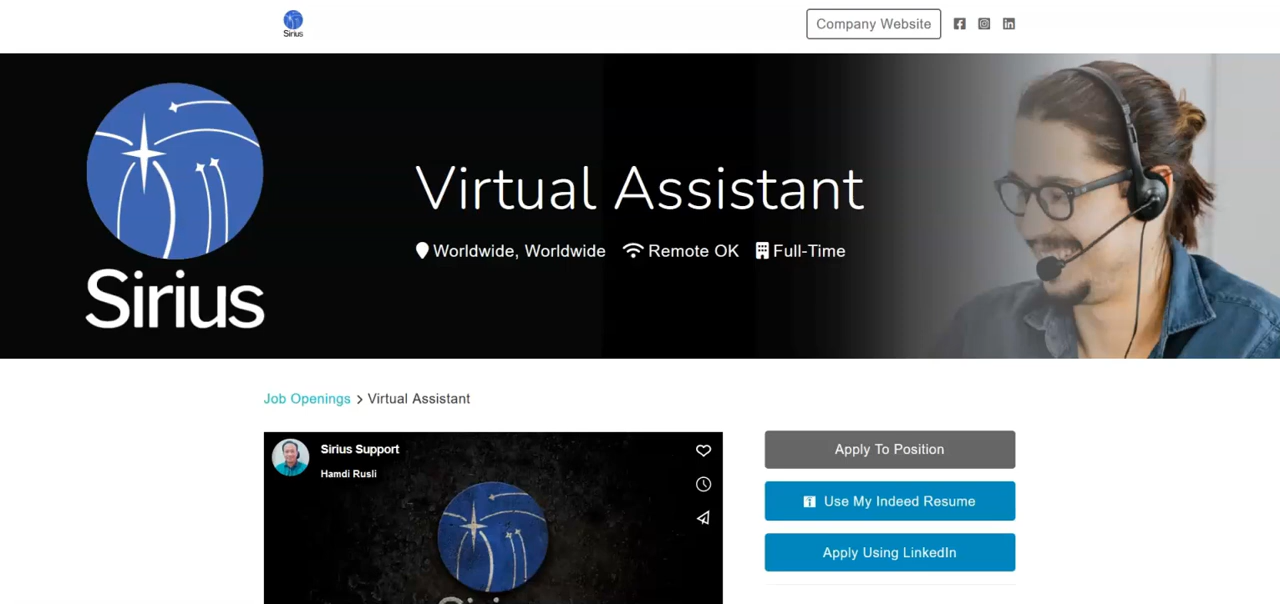 Sirius
Company Website
Sirius
Virtual Assistant
Worldwide, Worldwide Remote OK Full-Time
Job Openings > Virtual Assistant
Sirius Support
Hamdi Rusli
Apply To Position
Use My Indeed Resume
Apply Using LinkedIn